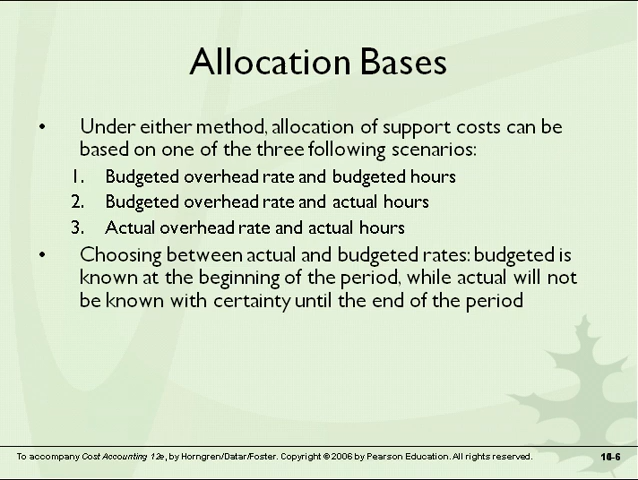 Allocation Bases
• Under either method, allocation of support costs can be
based on one of the three following scenarios:
1. Budgeted overhead rate and budgeted hours
2. Budgeted overhead rate and actual hours
3. Actual overhead rate and actual hours
• Choosing between actual and budgeted rates: budgeted is
known at the beginning of the period, while actual will not
be known with certainty until the end of the period
To accompany Cost Accounting 12e, by Horngren/Datar/Foster. Copyright © 2006 by Pearson Education. All rights reserved. 10-6